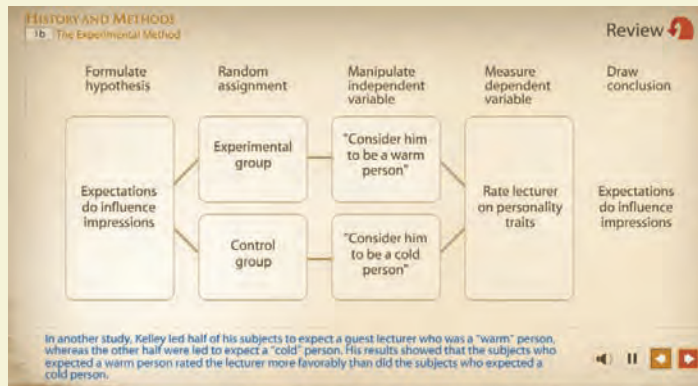 HISTORY AND METHODS
1b The Experimental Method
Review
Formulate
hypothesis
Random
assignment
Manipulate
independent
variable
Measure
dependent
variable
Draw
conclusion
Expectations
do influence
impressions
Experimental
group
Control
group
"Consider him
to be a warm
person"
"Consider him
to be a cold
person"
Rate lecturer
on personality
traits
Expectations
do influence
impressions
In another study, Kelley led half of his subjects to expect a guest lecturer who was a "warm" person,
whereas the other half were led to expect a "cold" person. His results showed that the subjects who
expected a warm person rated the lecturer more favorably than did the subjects who expected a
cold person.